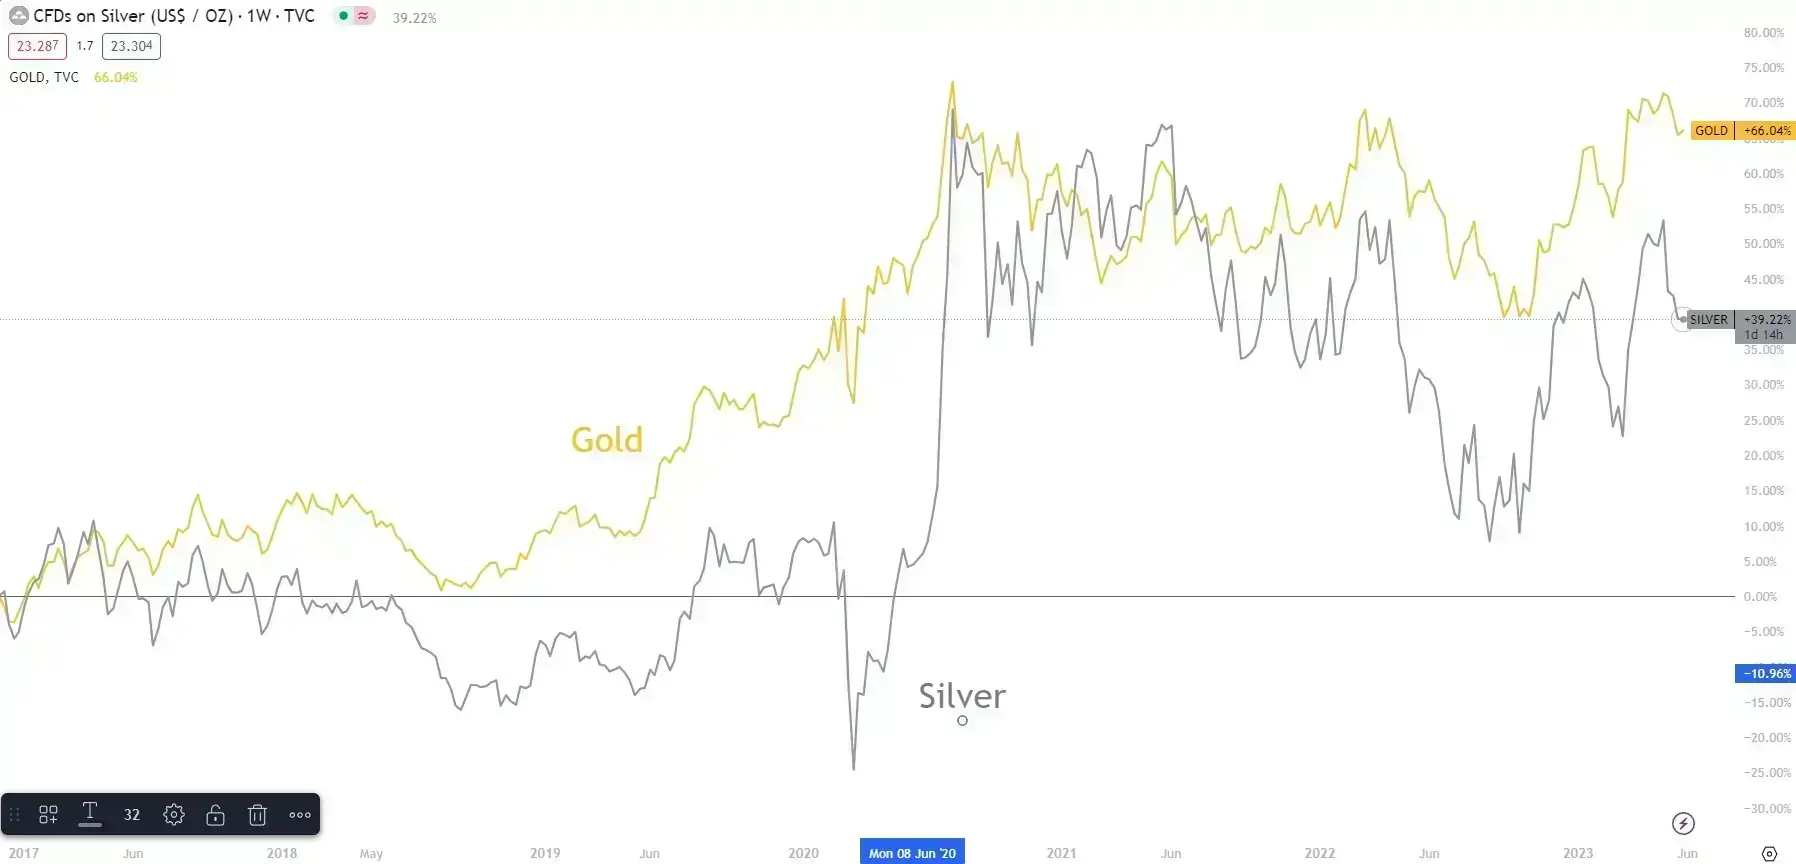 CFDs on Silver (US$ / OZ) · 1W · TVC 39.22%
23.287 1.7 23.304
GOLD, TVC 66.04%
80.00%
75.00%
70.00%
GOLD +66.04%
60.00%
55.00%
50.00%
45.00%
SILVER +39.22%
1d 14h
35.00%
30.00%
25.00%
20.00%
15.00%
10.00%
5.00%
0.00%
−5.00%
−10.96%
−15.00%
−20.00%
−25.00%
−30.00%
Gold
Silver
T 32
2017 Jun 2018 May 2019 Jun 2020 Mon 08 Jun '20 2021 Jun 2022 Jun 2023 Jun